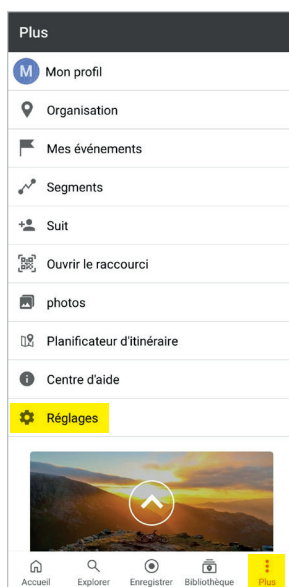 Plus
M Mon profil
Organisation
Mes événements
Segments
Suit
Ouvrir le raccourci
photos
Planificateur d'itinéraire
Centre d'aide
Réglages
Accueil Explorer Enregistrer Bibliothèque Plus